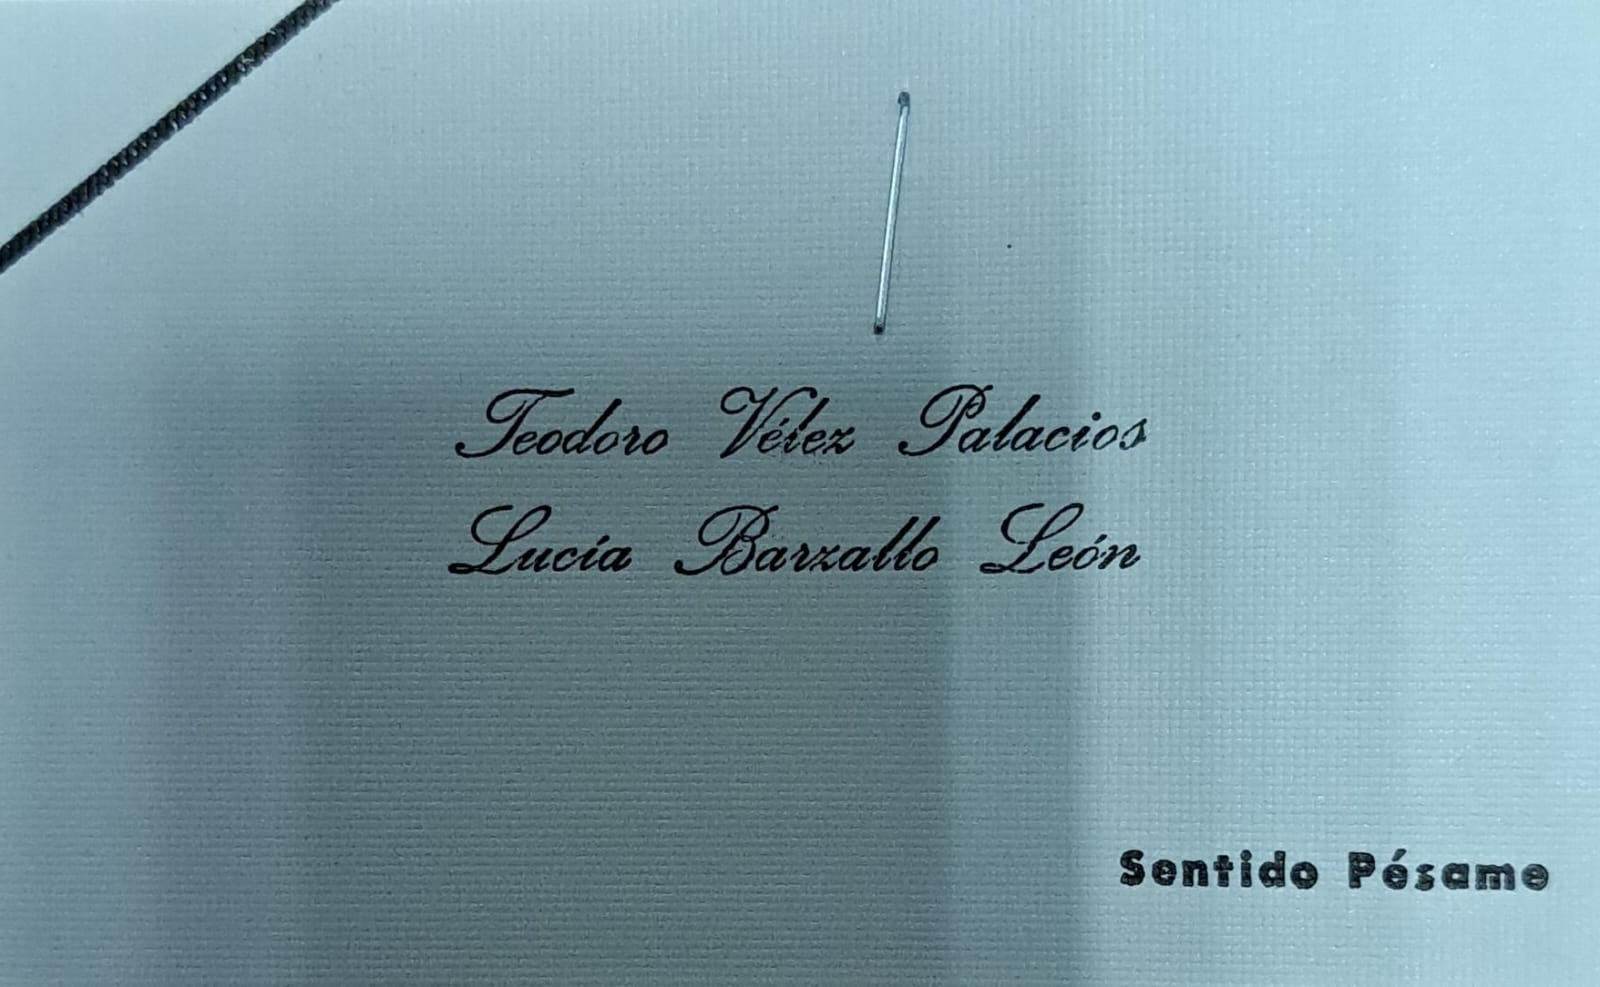 Teodoro Vélez Palacios
Lucía Barzallo León
Sentido Pésame